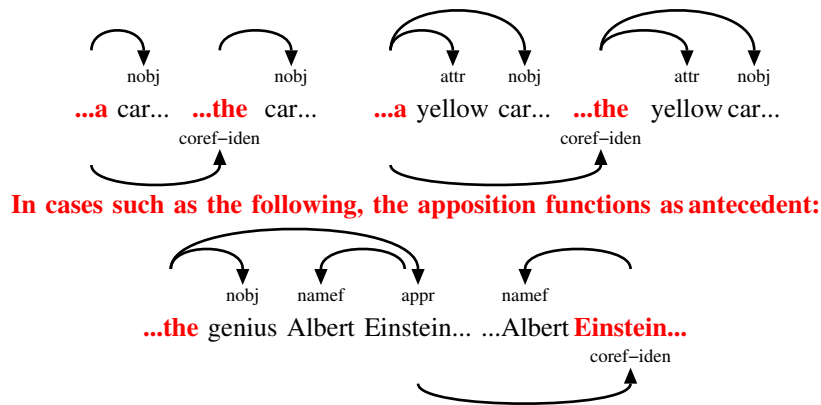 nobj nobj attr nobj attr nobj
...a car... ...the car... ...a yellow car... ...the yellow car...
coref−iden coref−iden
In cases such as the following, the apposition functions as antecedent:
nobj namef appr namef
...the genius Albert Einstein... ...Albert Einstein...
coref−iden